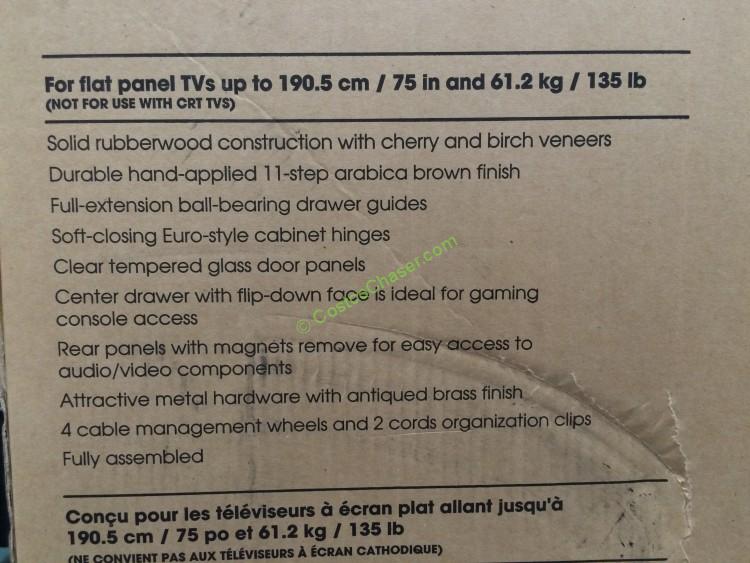 For flat panel TVs up to 190.5 cm / 75 in and 61.2 kg / 135 lb
(NOT FOR USE WITH CRT TVS)
Solid rubberwood construction with cherry and birch veneers
Durable hand-applied 11-step arabica brown finish
Full-extension ball-bearing drawer guides
Soft-closing Euro-style cabinet hinges
Clear tempered glass door panels
Center drawer with flip-down face is ideal for gaming
console access
Rear panels with magnets remove for easy access to
audio/video components
Attractive metal hardware with antiqued brass finish
4 cable management wheels and 2 cords organization clips
Fully assembled
Conçu pour les téléviseurs à écran plat allant jusqu'à
190.5 cm / 75 po et 61.2 kg / 135 lb
(NE CONVIENT PAS AUX TÉLÉVISEURS À ÉCRAN CATHODIQUE)
© CostcoChaser.com